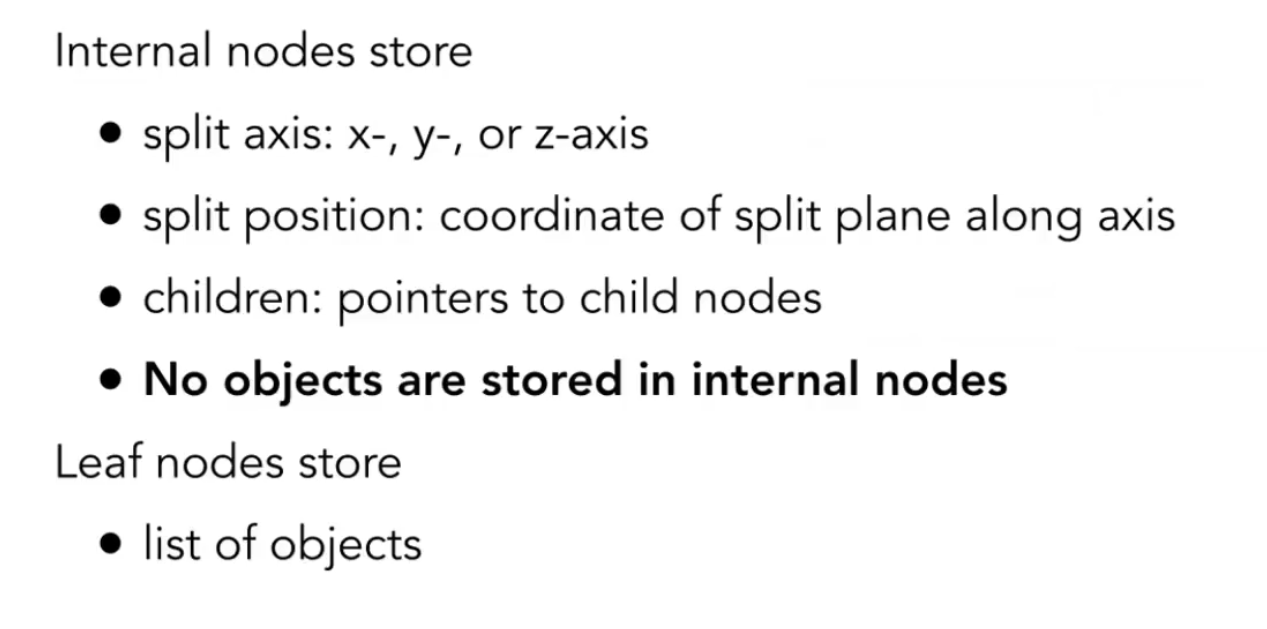 Internal nodes store
● split axis: x-, y-, or z-axis
● split position: coordinate of split plane along axis
● children: pointers to child nodes
● No objects are stored in internal nodes
Leaf nodes store
● list of objects